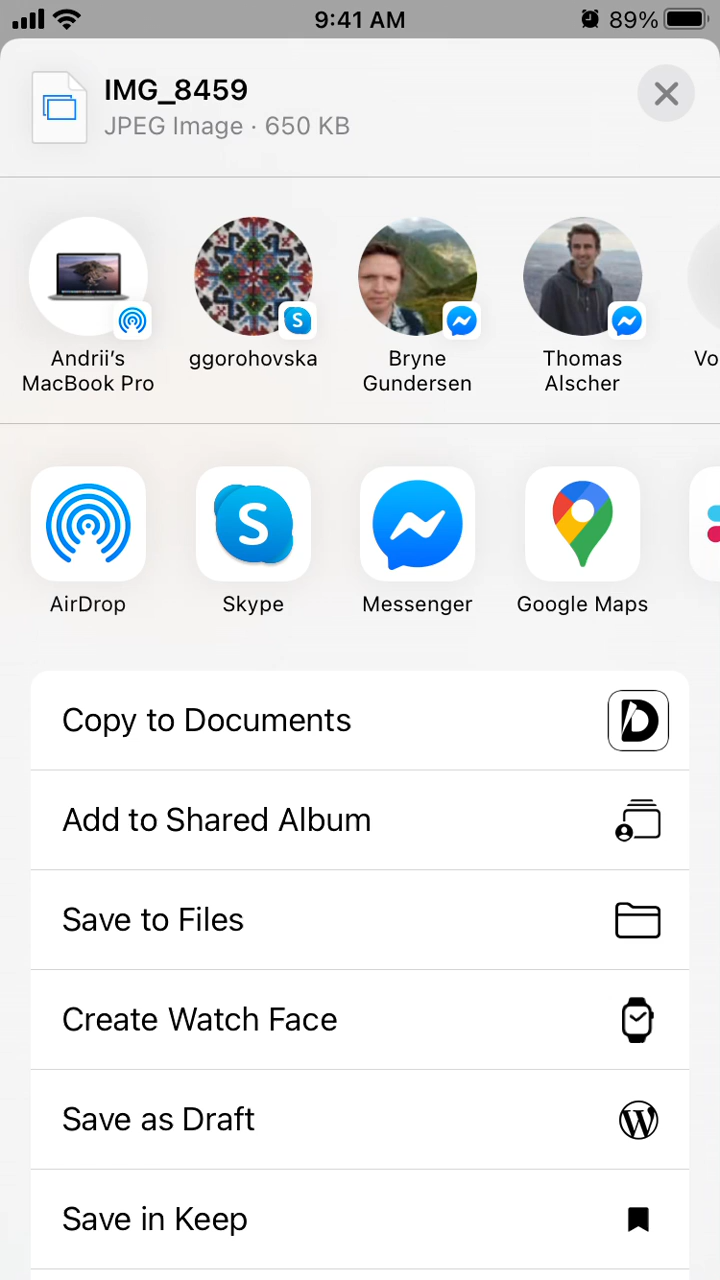 9:41 AM
89%
IMG_8459
JPEG Image · 650 KB
Andrii’s
MacBook Pro
ggorohovska
Bryne
Gundersen
Thomas
Alscher
Vo
AirDrop
Skype
Messenger
Google Maps
Copy to Documents
Add to Shared Album
Save to Files
Create Watch Face
Save as Draft
Save in Keep